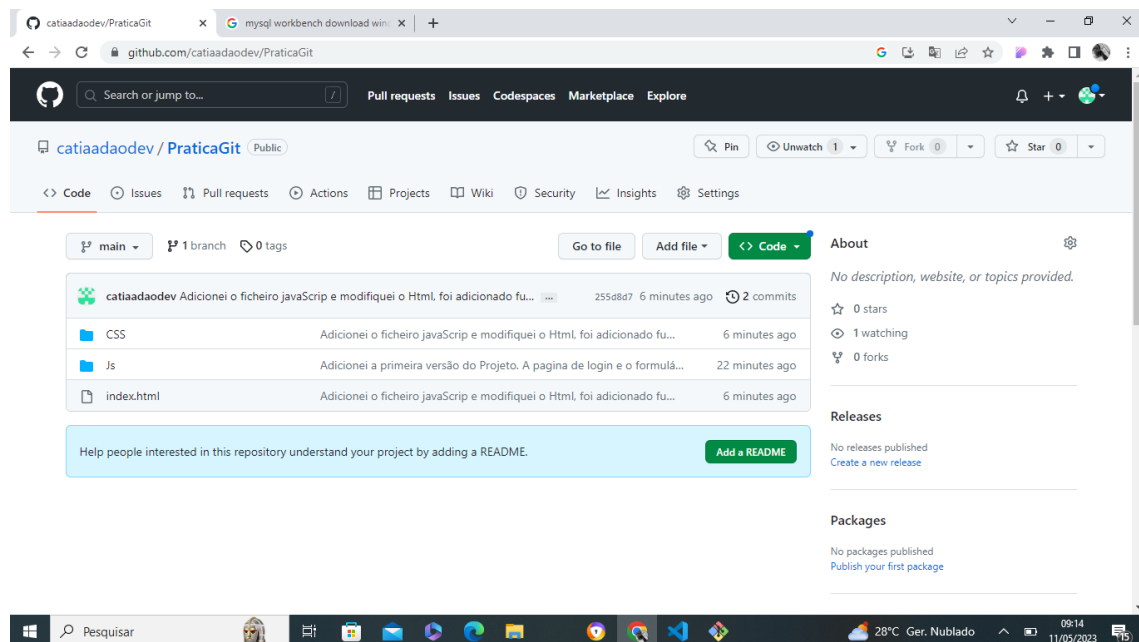 catiaadaodev/PraticaGit
mysql workbench download wind
github.com/catiaadaodev/PraticaGit
Search or jump to... /
Pull requests Issues Codespaces Marketplace Explore
catiaadaodev / PraticaGit Public
Pin Unwatch 1 Fork 0 Star 0
Code Issues Pull requests Actions Projects Wiki Security Insights Settings
main 1 branch 0 tags Go to file Add file Code
catiaadaodev Adicionei o ficheiro javaScrip e modifiquei o Html, foi adicionado fu... ... 255d8d7 6 minutes ago 2 commits
CSS Adicionei o ficheiro javaScrip e modifiquei o Html, foi adicionado fu... 6 minutes ago
Js Adicionei a primeira versão do Projeto. A pagina de login e o formulá... 22 minutes ago
index.html Adicionei o ficheiro javaScrip e modifiquei o Html, foi adicionado fu... 6 minutes ago
Help people interested in this repository understand your project by adding a README. Add a README
About
No description, website, or topics provided.
0 stars
1 watching
0 forks
Releases
No releases published
Create a new release
Packages
No packages published
Publish your first package
Pesquisar
28°C Ger. Nublado
09:14
11/05/2023
15